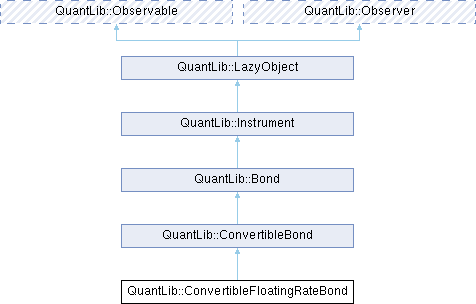 QuantLib::Observable
QuantLib::Observer
QuantLib::LazyObject
QuantLib::Instrument
QuantLib::Bond
QuantLib::ConvertibleBond
QuantLib::ConvertibleFloatingRateBond